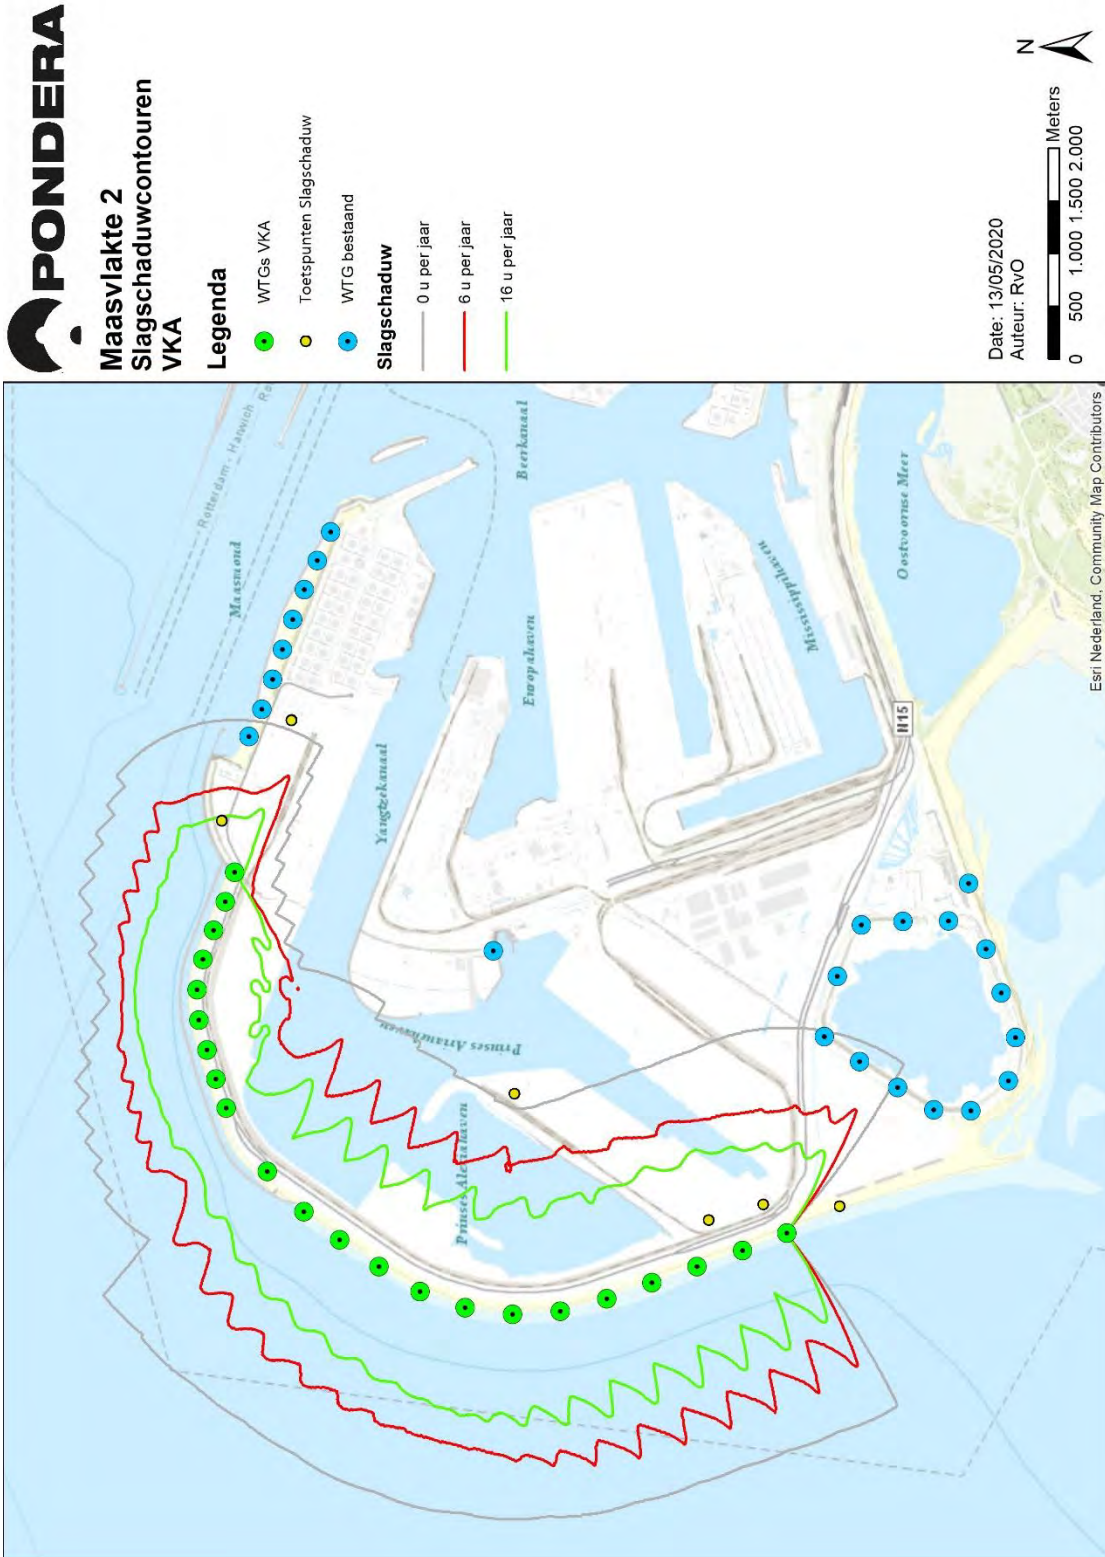 PONDERA
Maasvlakte 2
Slagschaduwcontouren
VKA
Legenda
WTGs VKA
Toetspunten Slagschaduw
WTG bestaand
Slagschaduw
0 u per jaar
6 u per jaar
16 u per jaar
Date: 13/05/2020
Auteur: RvO
N
0 500 1.000 1.500 2.000
Meters
Rotterdam - Harwich
Maasmond
Beerkanaal
Yangtzekanaal
Europahaven
Mississippihaven
Oostvoornse Meer
Prinses Arianehaven
Prinses Alexiahaven
N15
Esri Nederland, Community Map Contributors